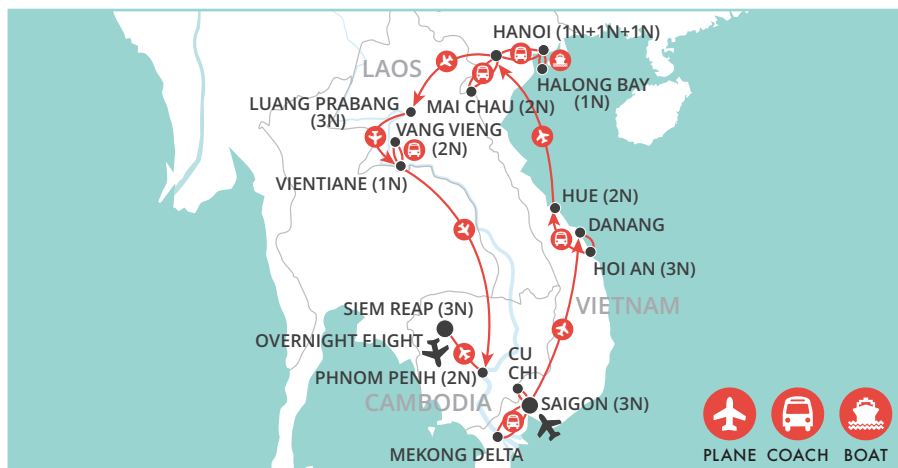 HANOI (1N+1N+1N)
LAOS
HALONG BAY
(1N)
LUANG PRABANG
(3N)
MAI CHAU (2N)
VANG VIENG
(2N)
VIENTIANE (1N)
HUE (2N)
DANANG
HOI AN (3N)
VIETNAM
SIEM REAP (3N)
OVERNIGHT FLIGHT
CU
CHI
PHNOM PENH (2N)
CAMBODIA
SAIGON (3N)
MEKONG DELTA
PLANE COACH BOAT